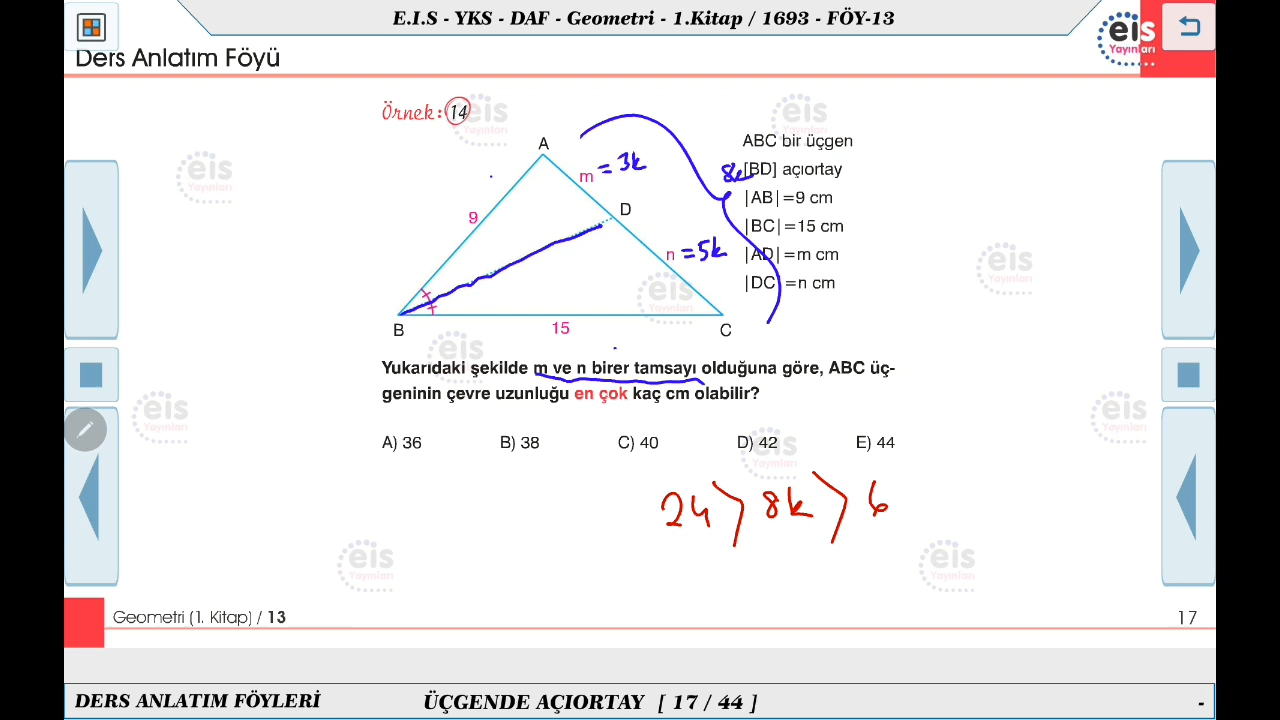 E.I.S - YKS - DAF - Geometri - 1.Kitap / 1693 - FÖY-13
eis
Yayınları
Ders Anlatım Föyü
Örnek: 14
A
m = 3k
D
9
n = 5k
8k
B
15
C
ABC bir üçgen
[BD] açıortay
|AB|=9 cm
|BC|=15 cm
|AD|=m cm
|DC|=n cm
Yukarıdaki şekilde m ve n birer tamsayı olduğuna göre, ABC üç-
geninin çevre uzunluğu en çok kaç cm olabilir?
A) 36 B) 38 C) 40 D) 42 E) 44
24 > 8k > 6
Geometri (1. Kitap) / 13
17
DERS ANLATIM FÖYLERİ ÜÇGENDE AÇIORTAY [ 17 / 44 ] -